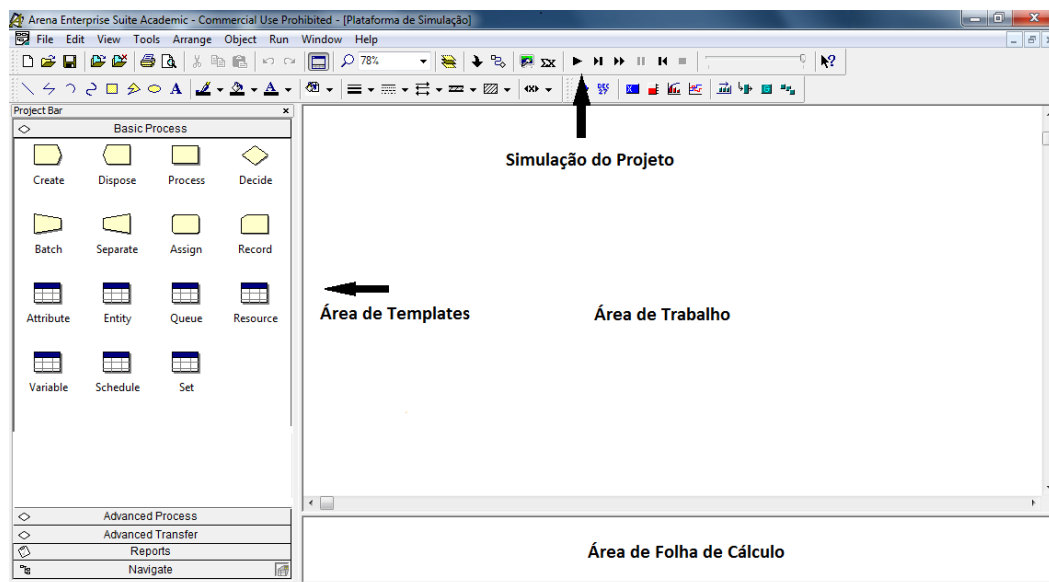 Arena Enterprise Suite Academic - Commercial Use Prohibited - [Plataforma de Simulação]
File Edit View Tools Arrange Object Run Window Help
78%
Project Bar
Basic Process
Create Dispose Process Decide
Batch Separate Assign Record
Attribute Entity Queue Resource
Variable Schedule Set
Advanced Process
Advanced Transfer
Reports
Navigate
Simulação do Projeto
Área de Templates
Área de Trabalho
Área de Folha de Cálculo